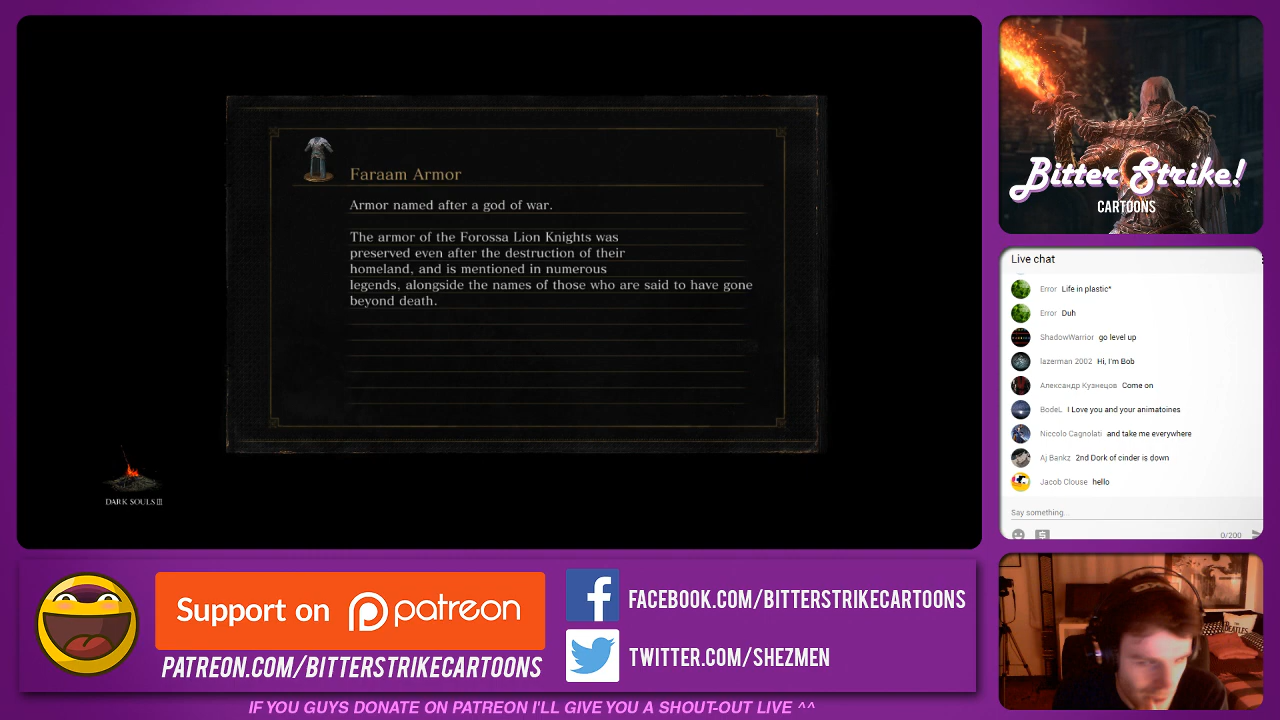 Faraam Armor
Armor named after a god of war.
The armor of the Forossa Lion Knights was
preserved even after the destruction of their
homeland, and is mentioned in numerous
legends, alongside the names of those who are said to have gone
beyond death.
DARK SOULS III
Bitter Strike!
CARTOONS
Live chat
Error Life in plastic*
Error Duh
ShadowWarrior go level up
lazerman 2002 Hi, I'm Bob
Александр Кузнецов Come on
BodeL I Love you and your animatoines
Niccolo Cagnolati and take me everywhere
Aj Bankz 2nd Dork of cinder is down
Jacob Clouse hello
Say something...
0/200
Support on patreon
PATREON.COM/BITTERSTRIKECARTOONS
FACEBOOK.COM/BITTERSTRIKECARTOONS
TWITTER.COM/SHEZMEN
IF YOU GUYS DONATE ON PATREON I'LL GIVE YOU A SHOUT-OUT LIVE ^^